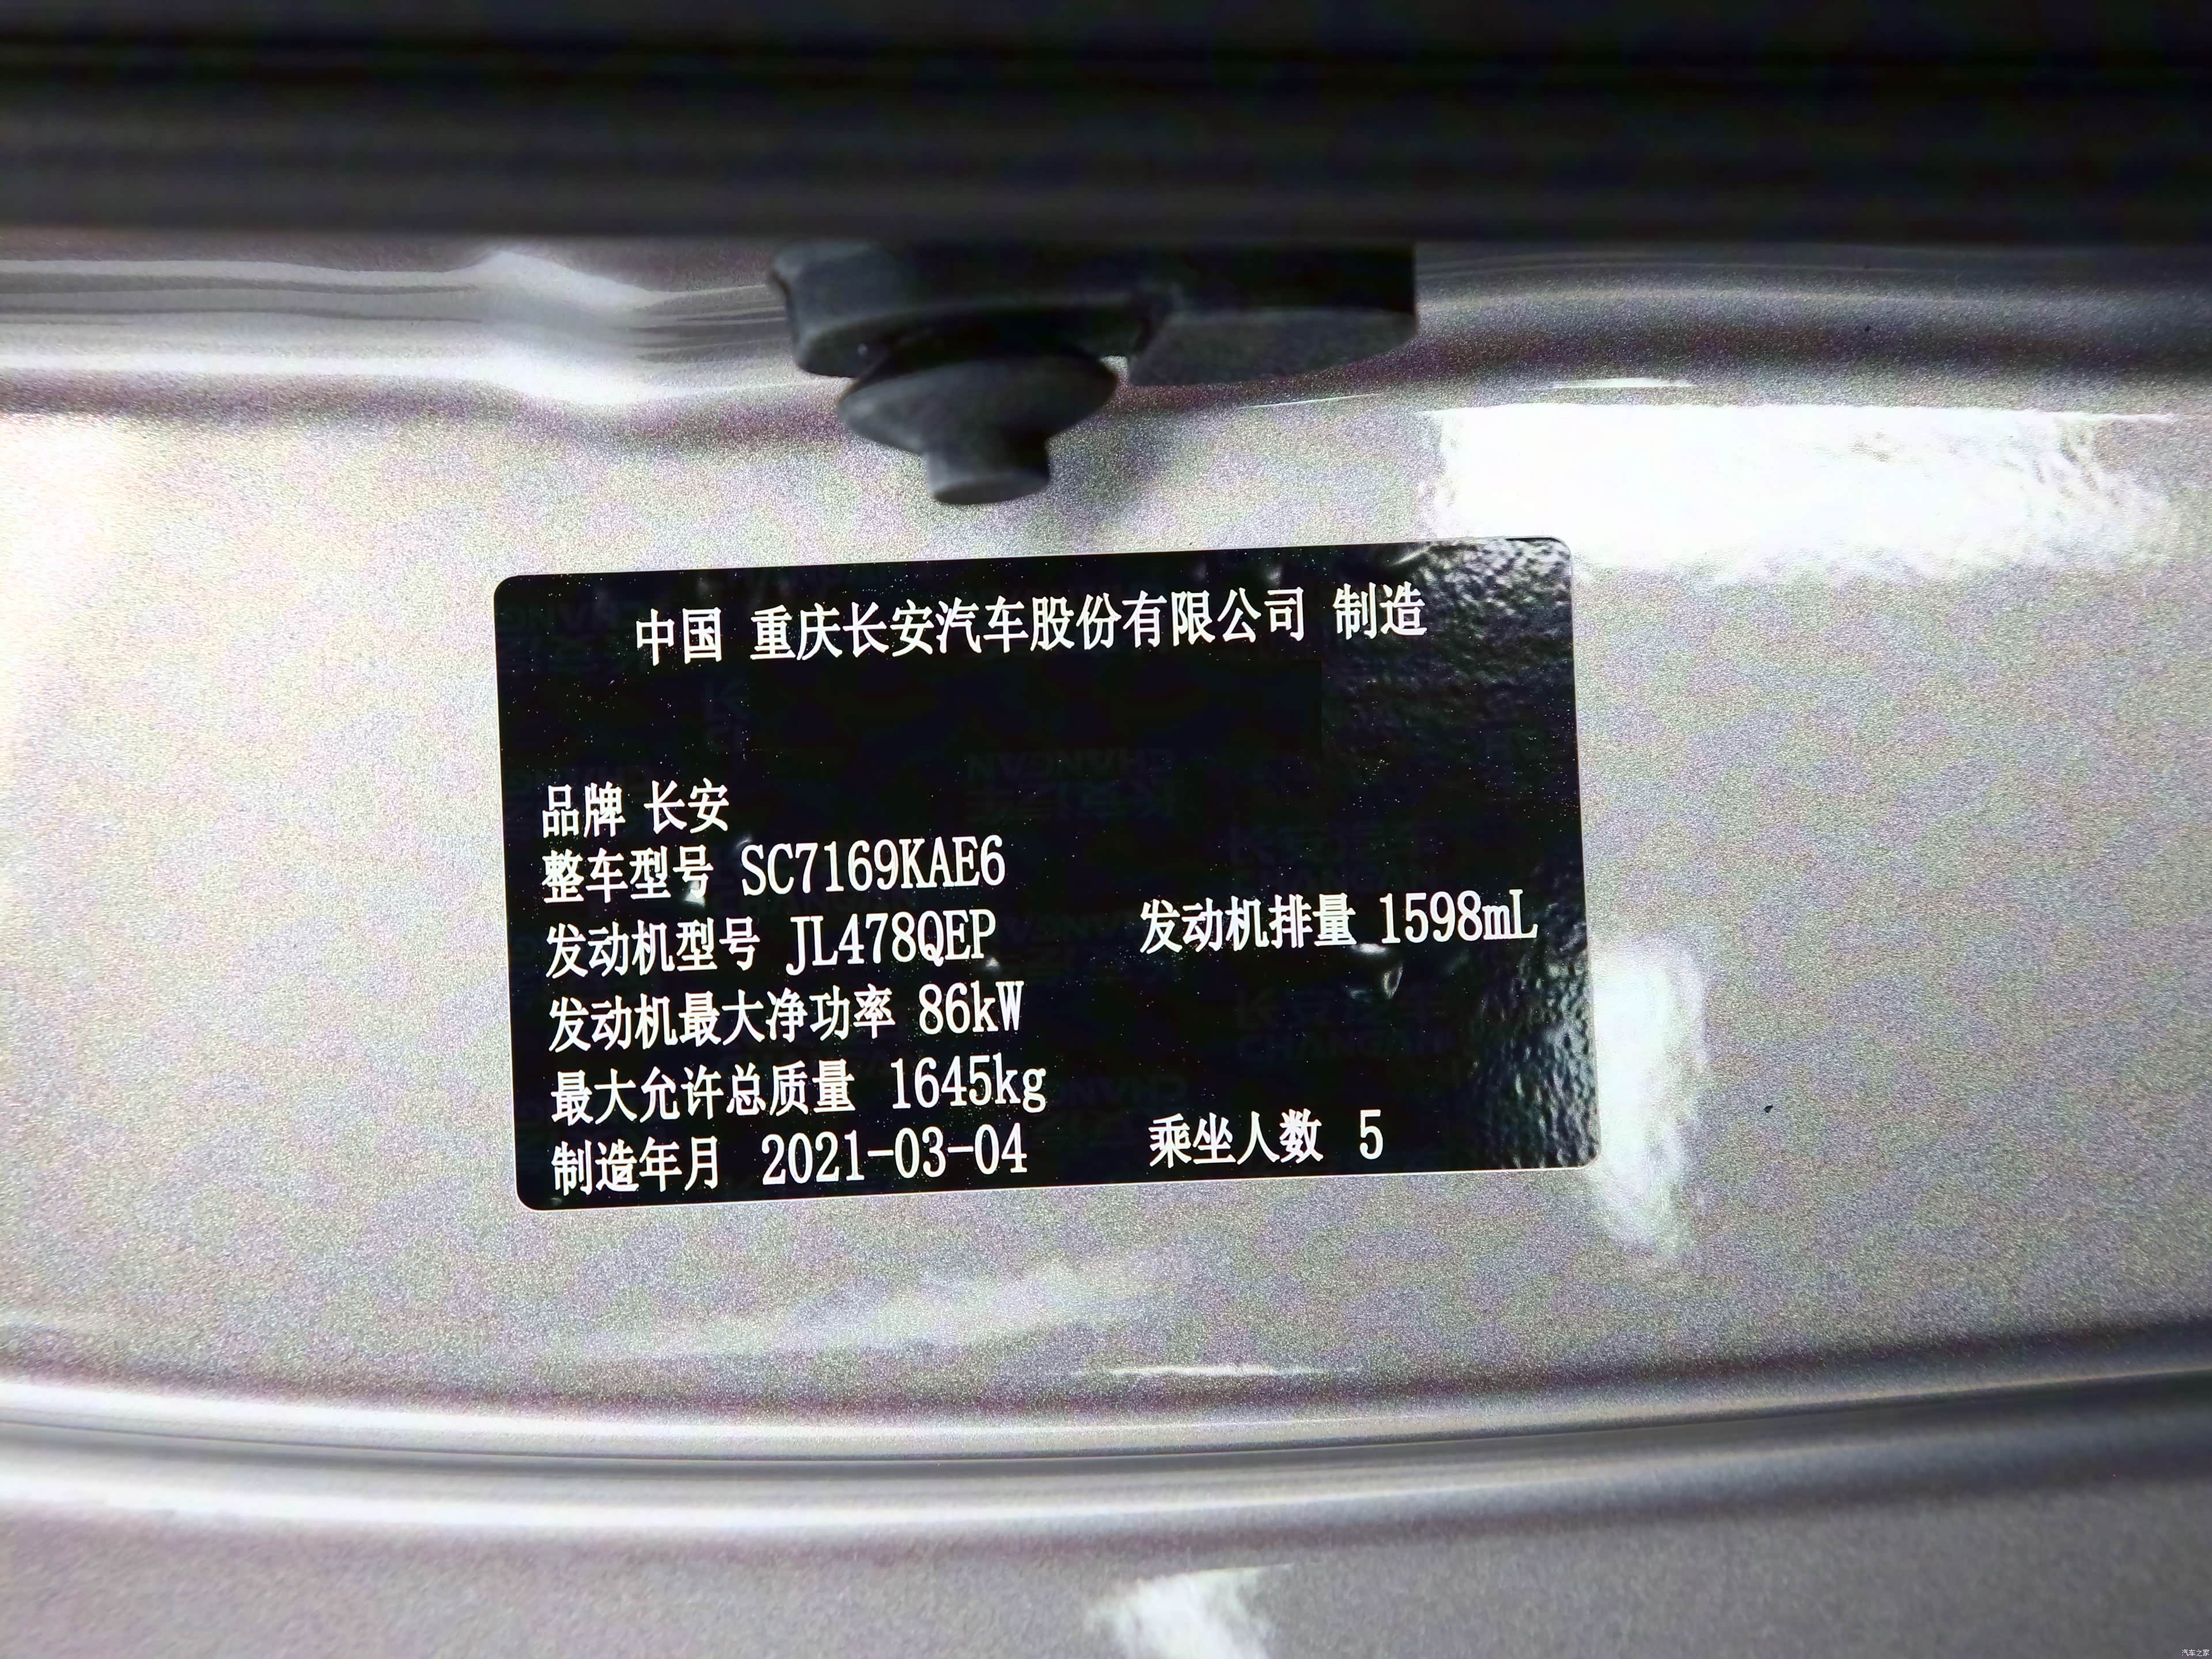 中国 重庆长安汽车股份有限公司 制造
品牌 长安
整车型号 SC7169KAE6
发动机型号 JL478QEP 发动机排量 1598mL
发动机最大净功率 86kW
最大允许总质量 1645kg
制造年月 2021-03-04 乘坐人数 5
汽车之家